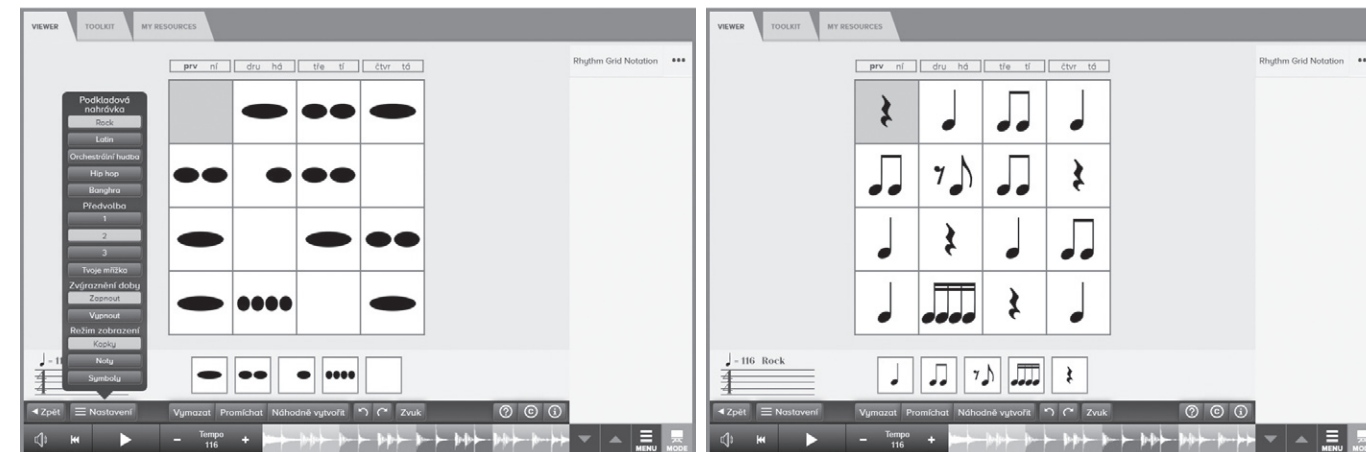 VIEWER TOOLKIT MY RESOURCES
prv ní dru há tře tí čtvr tá
Rhythm Grid Notation •••
Podkladová
nahrávka
Rock
Latin
Orchestrální hudba
Hip hop
Banghra
Předvolba
1
2
3
Tvoje mřížka
Zvýraznění doby
Zapnout
Vypnout
Režim zobrazení
Kapky
Noty
Symboly
Zpět Nastavení Vymazat Promíchat Náhodně vytvořit Zvuk
Tempo
- 116 +
MENU MODE
VIEWER TOOLKIT MY RESOURCES
prv ní dru há tře tí čtvr tá
Rhythm Grid Notation
- 116 Rock
Zpět Nastavení Vymazat Promíchat Náhodně vytvořit Zvuk
Tempo
- 116 +
MENU